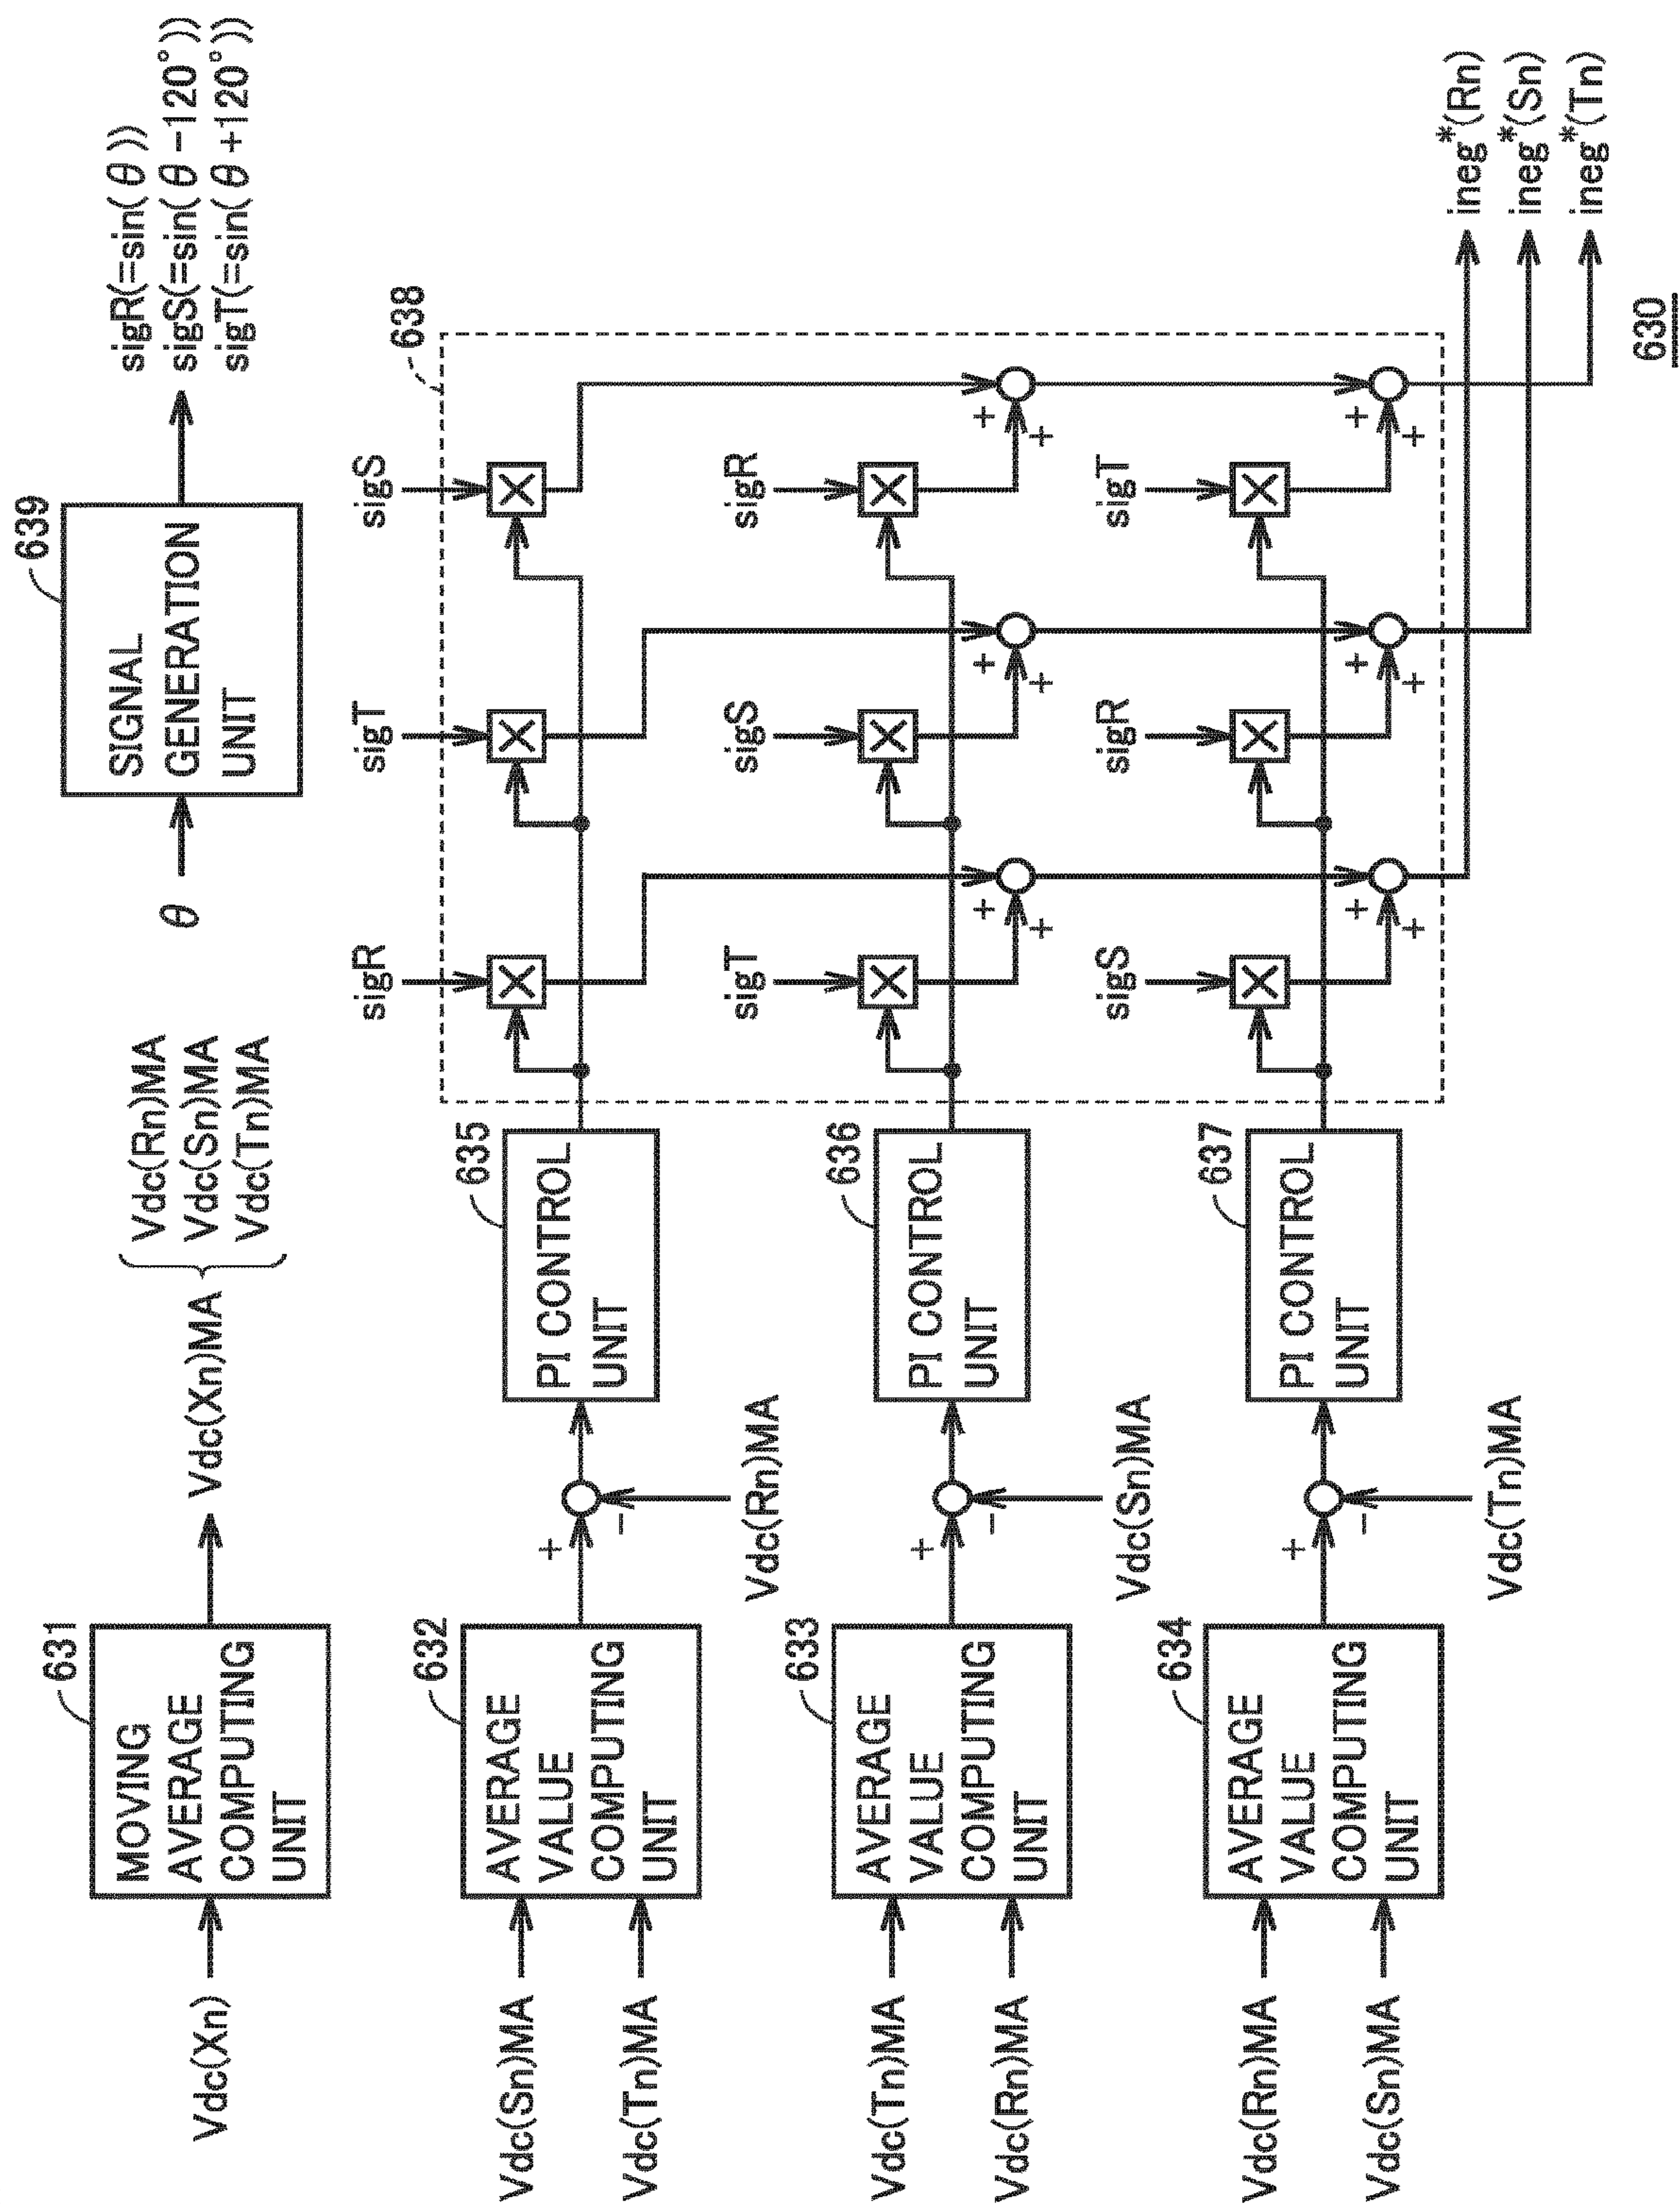 Vdc(Xn)
631
MOVING
AVERAGE
COMPUTING
UNIT
Vdc(Xn)MA
Vdc(Rn)MA
Vdc(Sn)MA
Vdc(Tn)MA
θ
639
SIGNAL
GENERATION
UNIT
sigR(=sin(θ))
sigS(=sin(θ−120°))
sigT(=sin(θ+120°))
Vdc(Sn)MA
Vdc(Tn)MA
632
AVERAGE
VALUE
COMPUTING
UNIT
+
−
Vdc(Rn)MA
635
PI CONTROL
UNIT
638
sigR
sigT
sigS
Vdc(Tn)MA
Vdc(Rn)MA
633
AVERAGE
VALUE
COMPUTING
UNIT
+
−
Vdc(Sn)MA
636
PI CONTROL
UNIT
sigT
sigS
sigR
+
+
+
+
+
+
Vdc(Rn)MA
Vdc(Sn)MA
634
AVERAGE
VALUE
COMPUTING
UNIT
+
−
Vdc(Tn)MA
637
PI CONTROL
UNIT
sigS
sigR
sigT
+
+
+
+
+
+
ineg*(Rn)
ineg*(Sn)
ineg*(Tn)
630